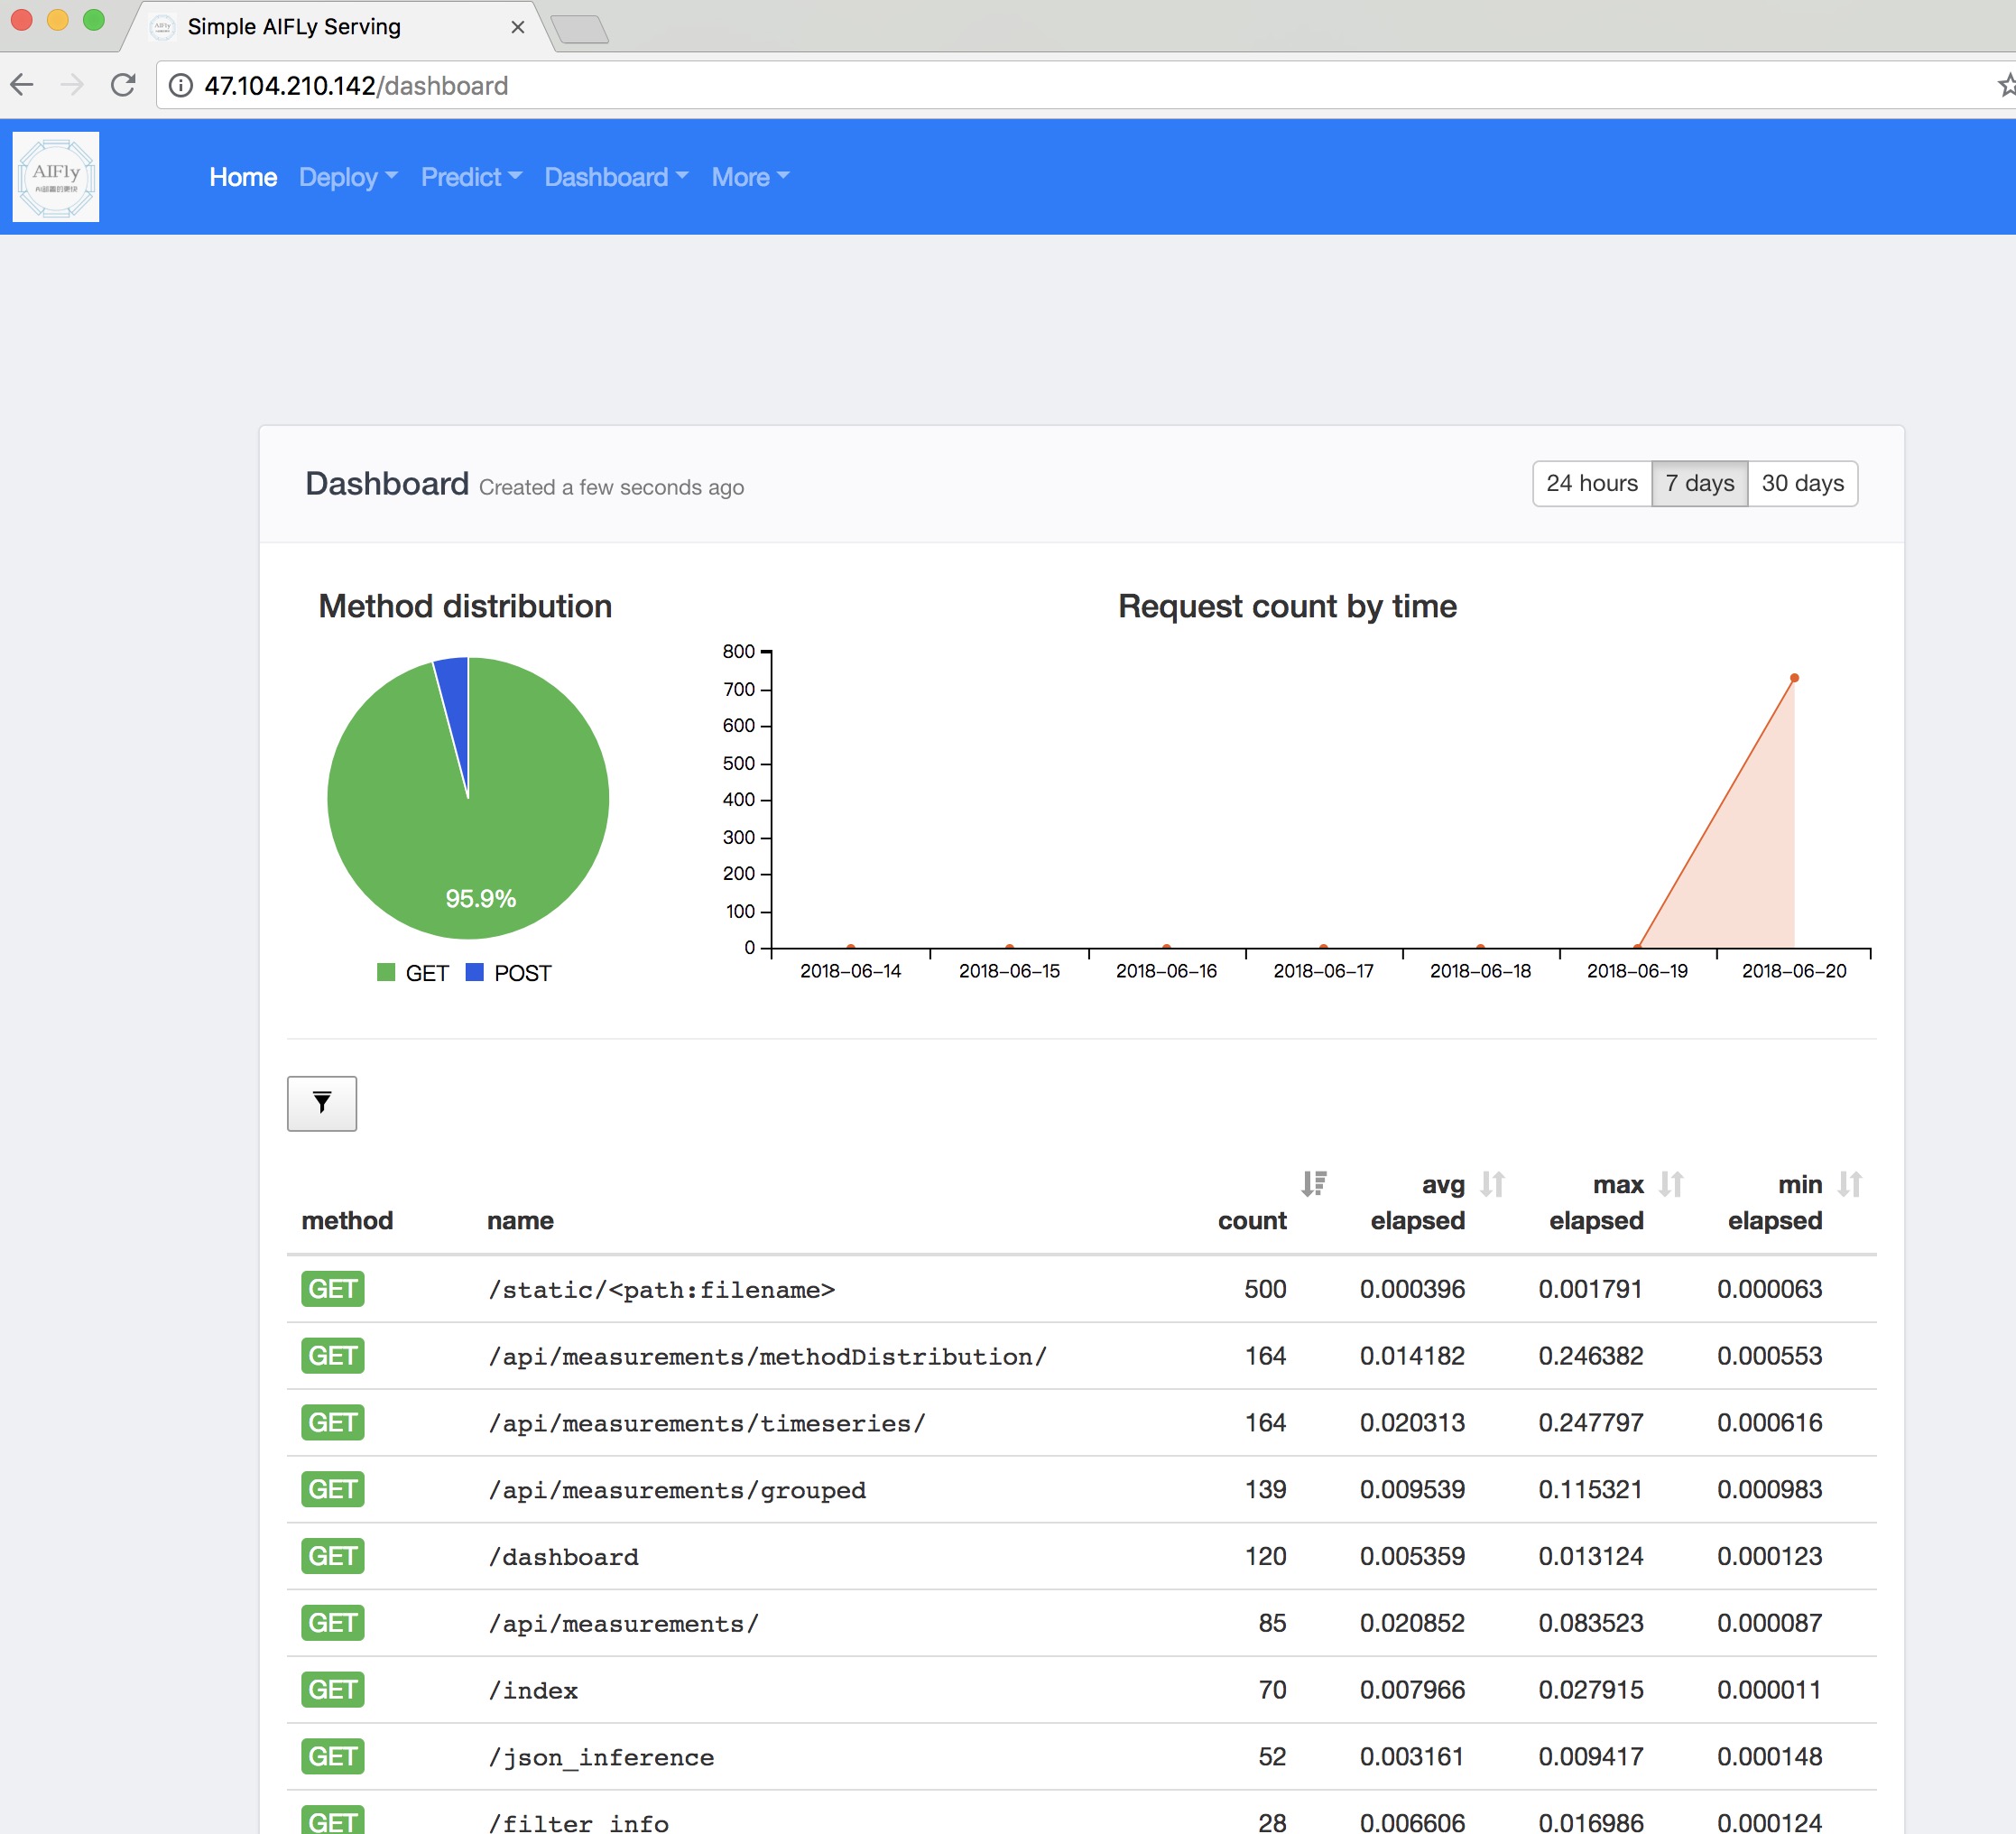 Simple AIFLy Serving
47.104.210.142/dashboard
AIFly
Home Deploy Predict Dashboard More
Dashboard Created a few seconds ago
24 hours 7 days 30 days
Method distribution
95.9%
GET POST
Request count by time
800
700
600
500
400
300
200
100
0
2018-06-14 2018-06-15 2018-06-16 2018-06-17 2018-06-18 2018-06-19 2018-06-20
method name count avg elapsed max elapsed min elapsed
GET /static/<path:filename> 500 0.000396 0.001791 0.000063
GET /api/measurements/methodDistribution/ 164 0.014182 0.246382 0.000553
GET /api/measurements/timeseries/ 164 0.020313 0.247797 0.000616
GET /api/measurements/grouped 139 0.009539 0.115321 0.000983
GET /dashboard 120 0.005359 0.013124 0.000123
GET /api/measurements/ 85 0.020852 0.083523 0.000087
GET /index 70 0.007966 0.027915 0.000011
GET /json_inference 52 0.003161 0.009417 0.000148
GET /filter_info 28 0.006606 0.016986 0.000124